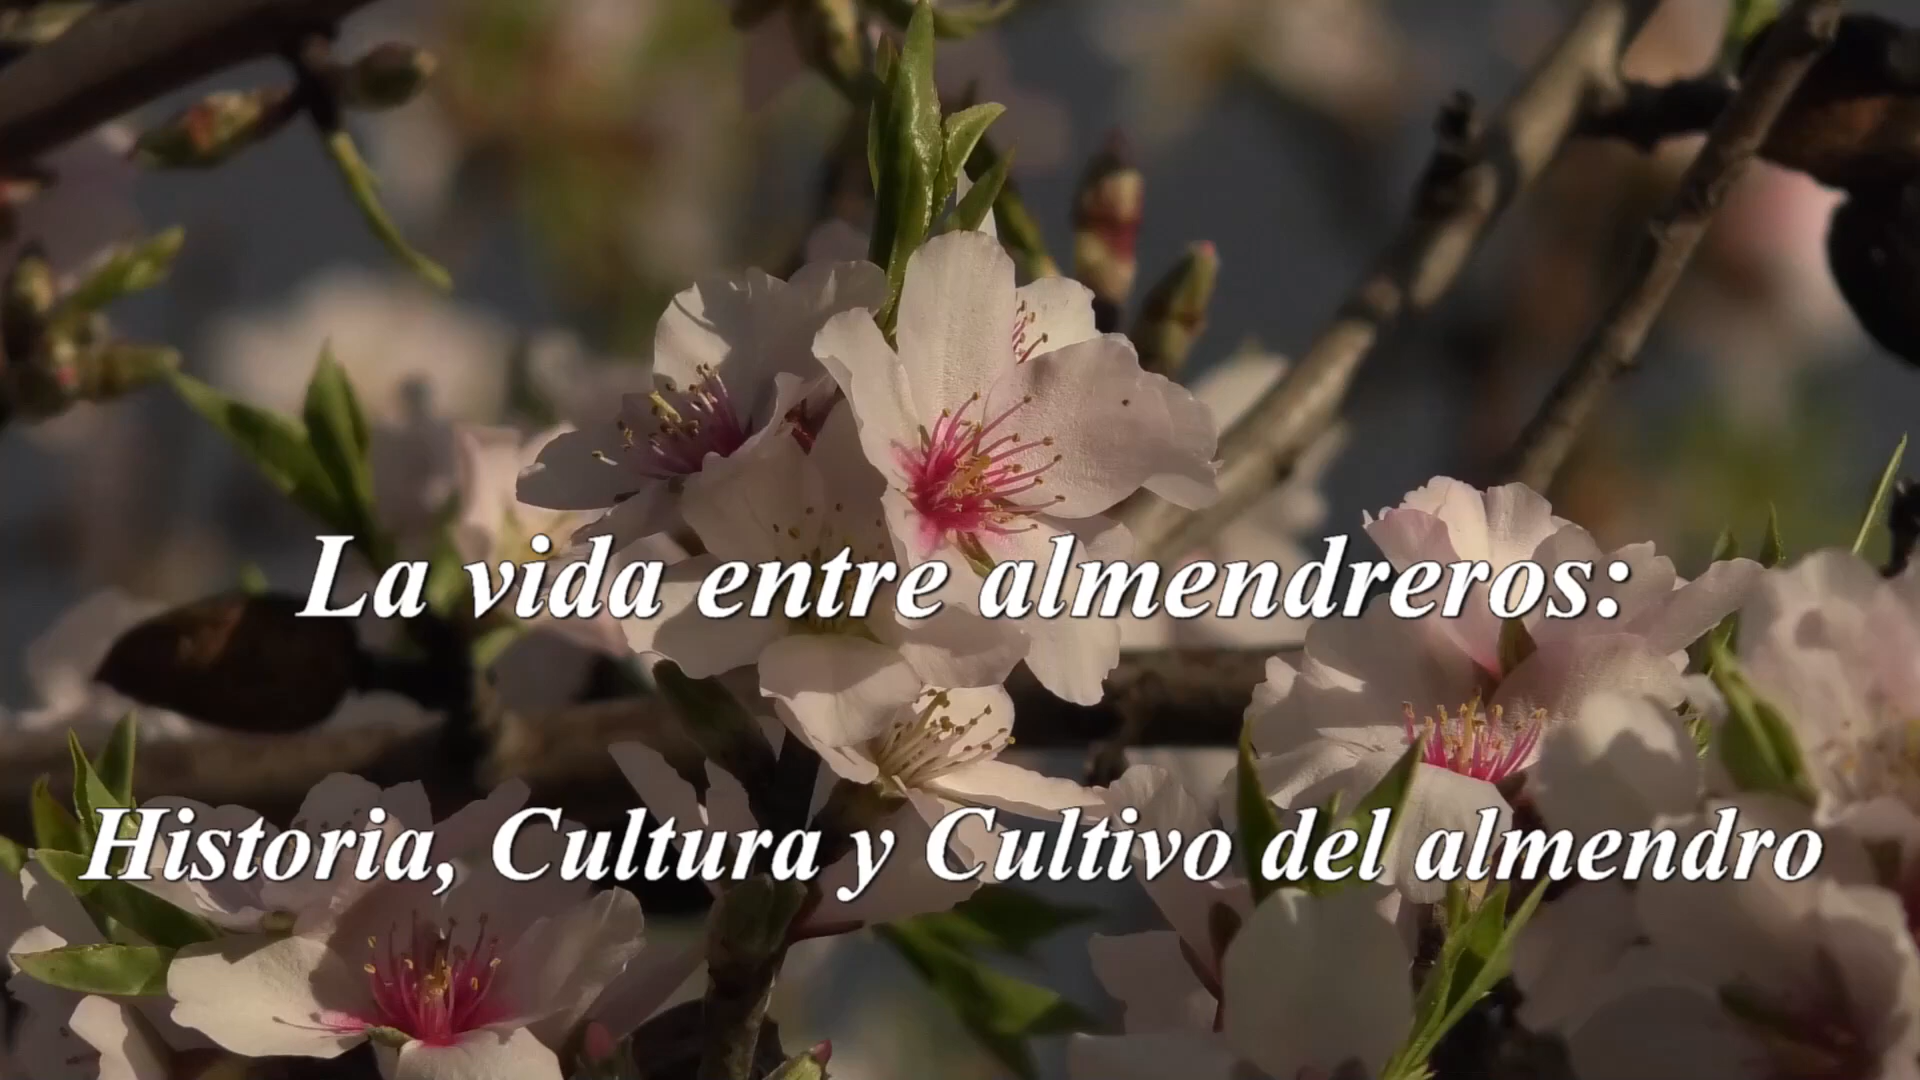 La vida entre almendreros:
Historia, Cultura y Cultivo del almendro